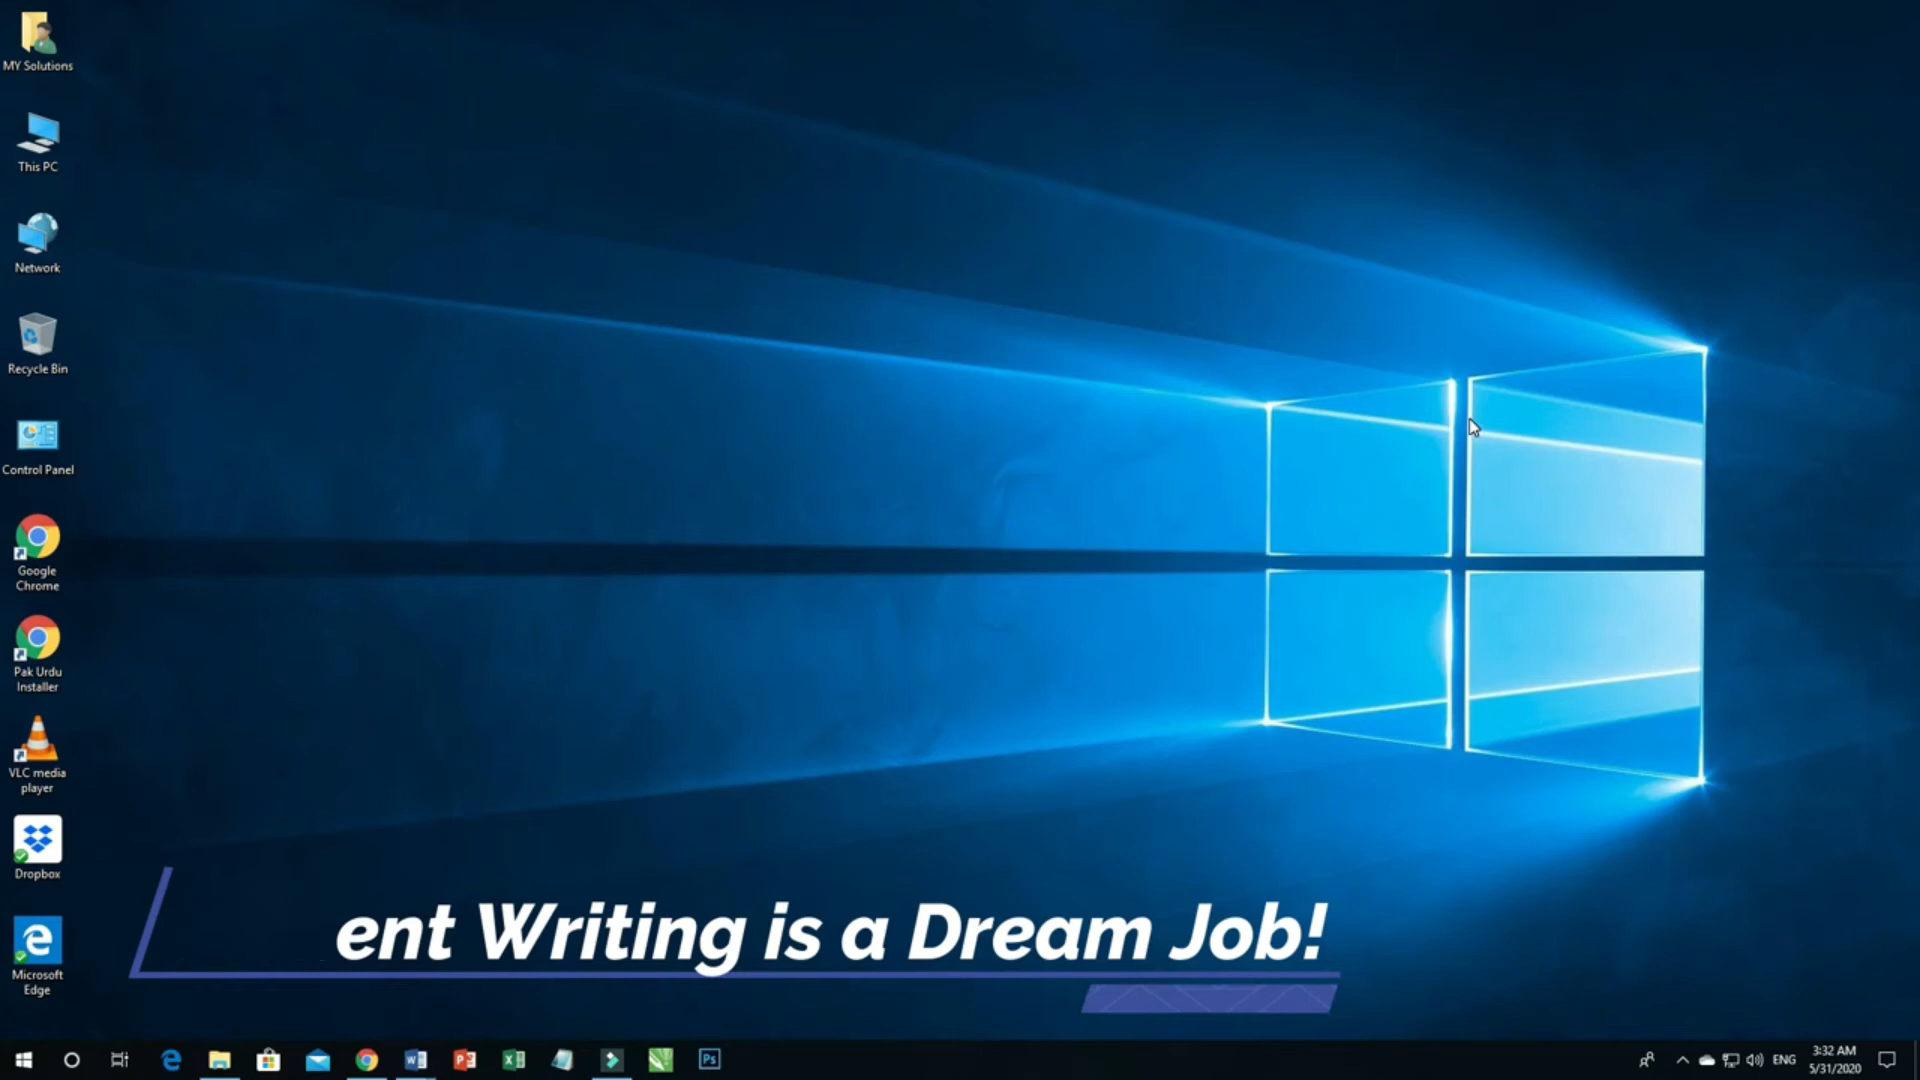 MY Solutions
This PC
Network
Recycle Bin
Control Panel
Google
Chrome
Pak Urdu
Installer
VLC media
player
Dropbox
Microsoft
Edge
ent Writing is a Dream Job!
ENG
3:32 AM
5/31/2020
Ps